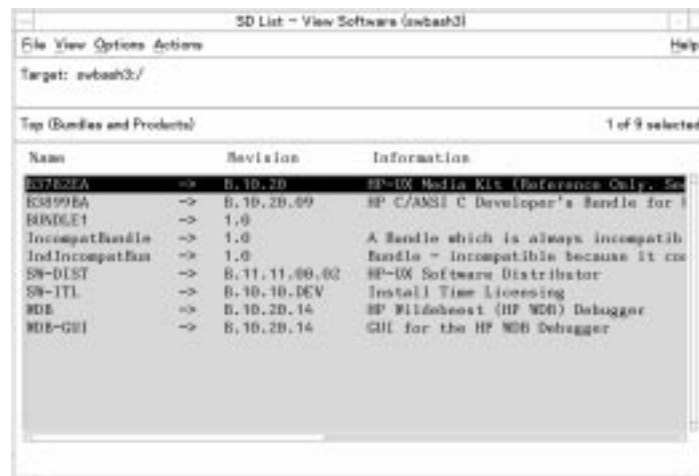 SD List - View Software (swbash3)
File View Options Actions Help
Target: swbash3:/
Top (Bundles and Products) 1 of 9 selected
Name Revision Information
B3782EA -> B.10.20 HP-UX Media Kit (Reference Only. See
B3899BA -> B.10.20.09 HP C/ANSI C Developer's Bundle for
BUNDLE1 -> 1.0
IncompatBundle -> 1.0 A Bundle which is always incompatib
IndIncompatBun -> 1.0 Bundle - Incompatible because it con
SW-DIST -> B.11.11.00.02 HP-UX Software Distributor
SW-ITL -> B.10.10.DEV Install Time Licensing
WDB -> B.10.20.14 HP Wildebeest (HP WDB) Debugger
WDB-GUI -> B.10.20.14 GUI for the HP WDB Debugger